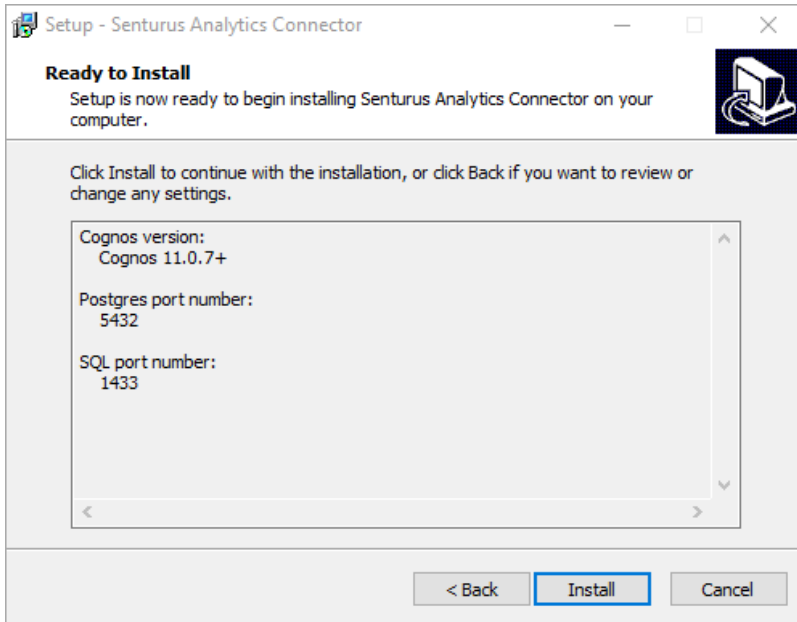 Setup - Senturus Analytics Connector
Ready to Install
Setup is now ready to begin installing Senturus Analytics Connector on your
computer.
Click Install to continue with the installation, or click Back if you want to review or
change any settings.
Cognos version:
Cognos 11.0.7+
Postgres port number:
5432
SQL port number:
1433
< Back
Install
Cancel